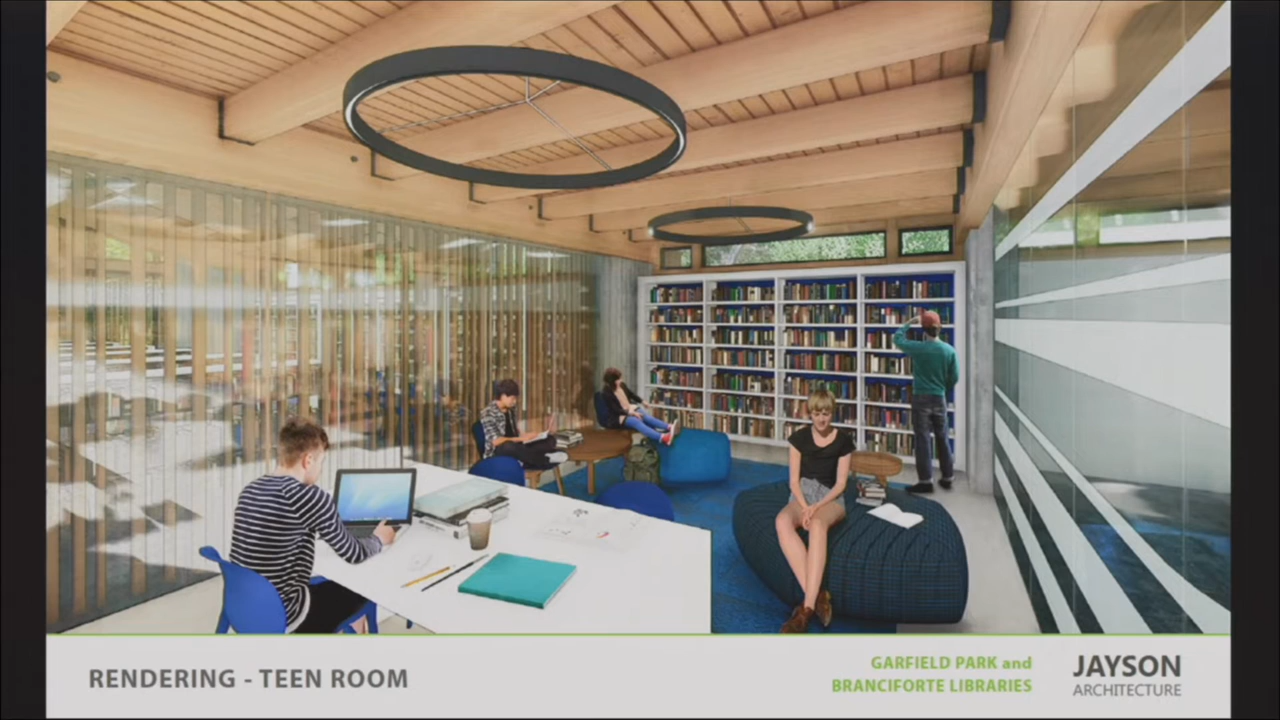 RENDERING - TEEN ROOM
GARFIELD PARK and
BRANCIFORTE LIBRARIES
JAYSON
ARCHITECTURE